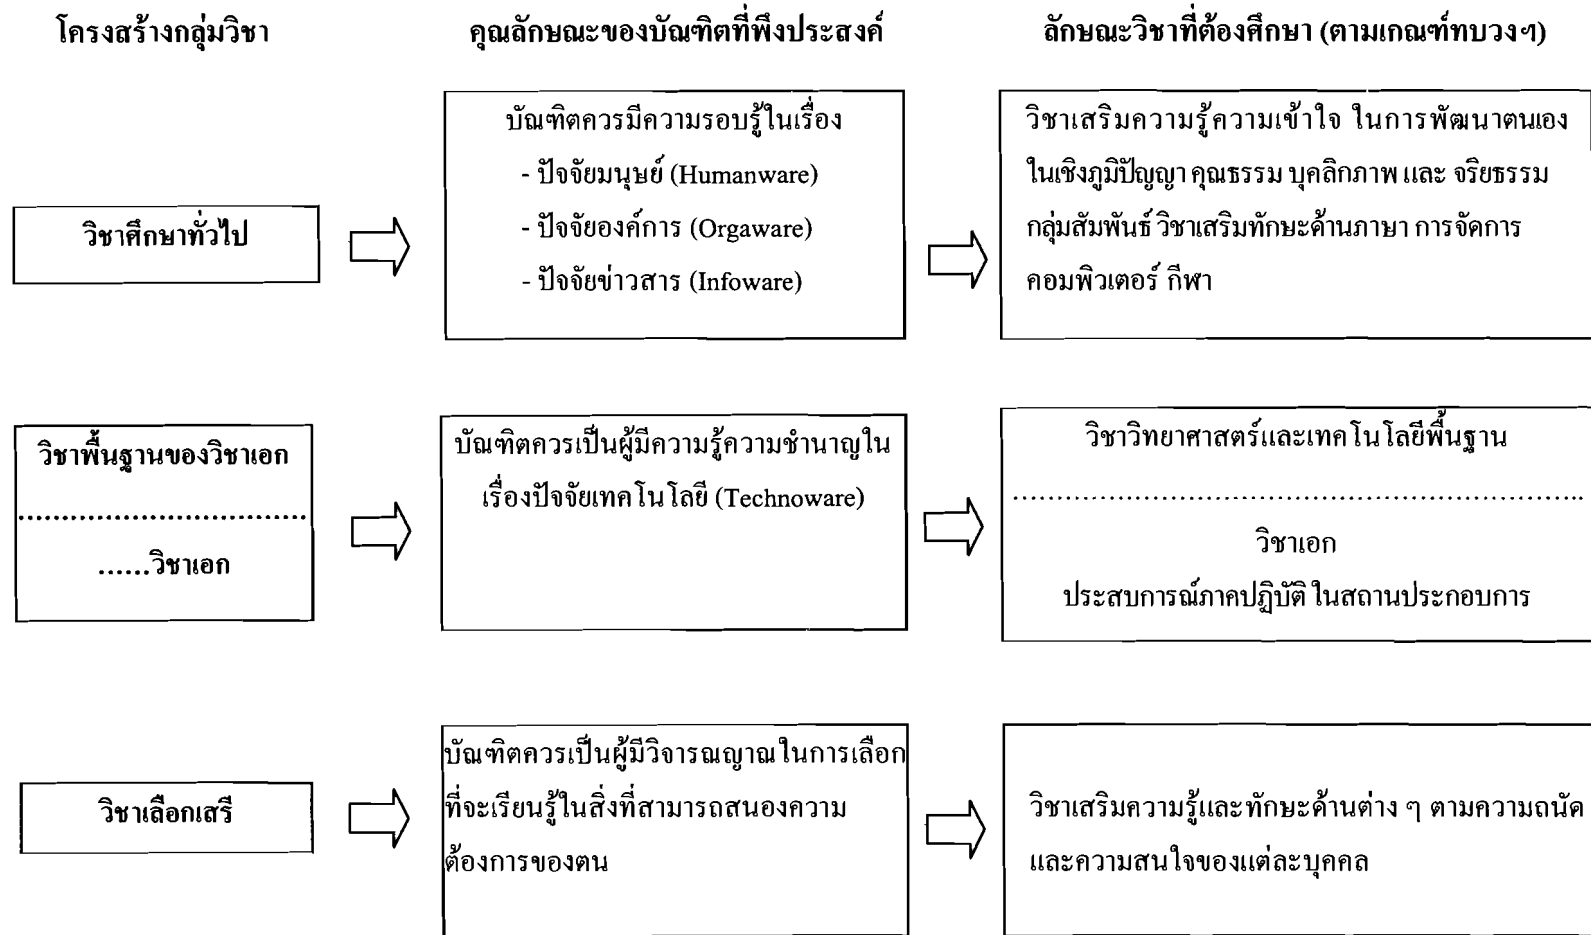 โครงสร้างกลุ่มวิชา
คุณลักษณะของบัณฑิตที่พึงประสงค์
ลักษณะวิชาที่ต้องศึกษา (ตามเกณฑ์ทบวงฯ)
วิชาศึกษาทั่วไป
บัณฑิตควรมีความรอบรู้ในเรื่อง
- ปัจจัยมนุษย์ (Humanware)
- ปัจจัยองค์การ (Orgaware)
- ปัจจัยข่าวสาร (Infoware)
วิชาเสริมความรู้ความเข้าใจ ในการพัฒนาตนเอง
ในเชิงภูมิปัญญา คุณธรรม บุคลิกภาพ และ จริยธรรม
กลุ่มสัมพันธ์ วิชาเสริมทักษะด้านภาษา การจัดการ
คอมพิวเตอร์ กีฬา
วิชาพื้นฐานของวิชาเอก
................................
......วิชาเอก
บัณฑิตควรเป็นผู้มีความรู้ความชำนาญใน
เรื่องปัจจัยเทคโนโลยี (Technoware)
วิชาวิทยาศาสตร์และเทคโนโลยีพื้นฐาน
................................................................
วิชาเอก
ประสบการณ์ภาคปฏิบัติ ในสถานประกอบการ
วิชาเลือกเสรี
บัณฑิตควรเป็นผู้มีวิจารณญาณในการเลือก
ที่จะเรียนรู้ในสิ่งที่สามารถสนองความ
ต้องการของตน
วิชาเสริมความรู้และทักษะด้านต่าง ๆ ตามความถนัด
และความสนใจของแต่ละบุคคล